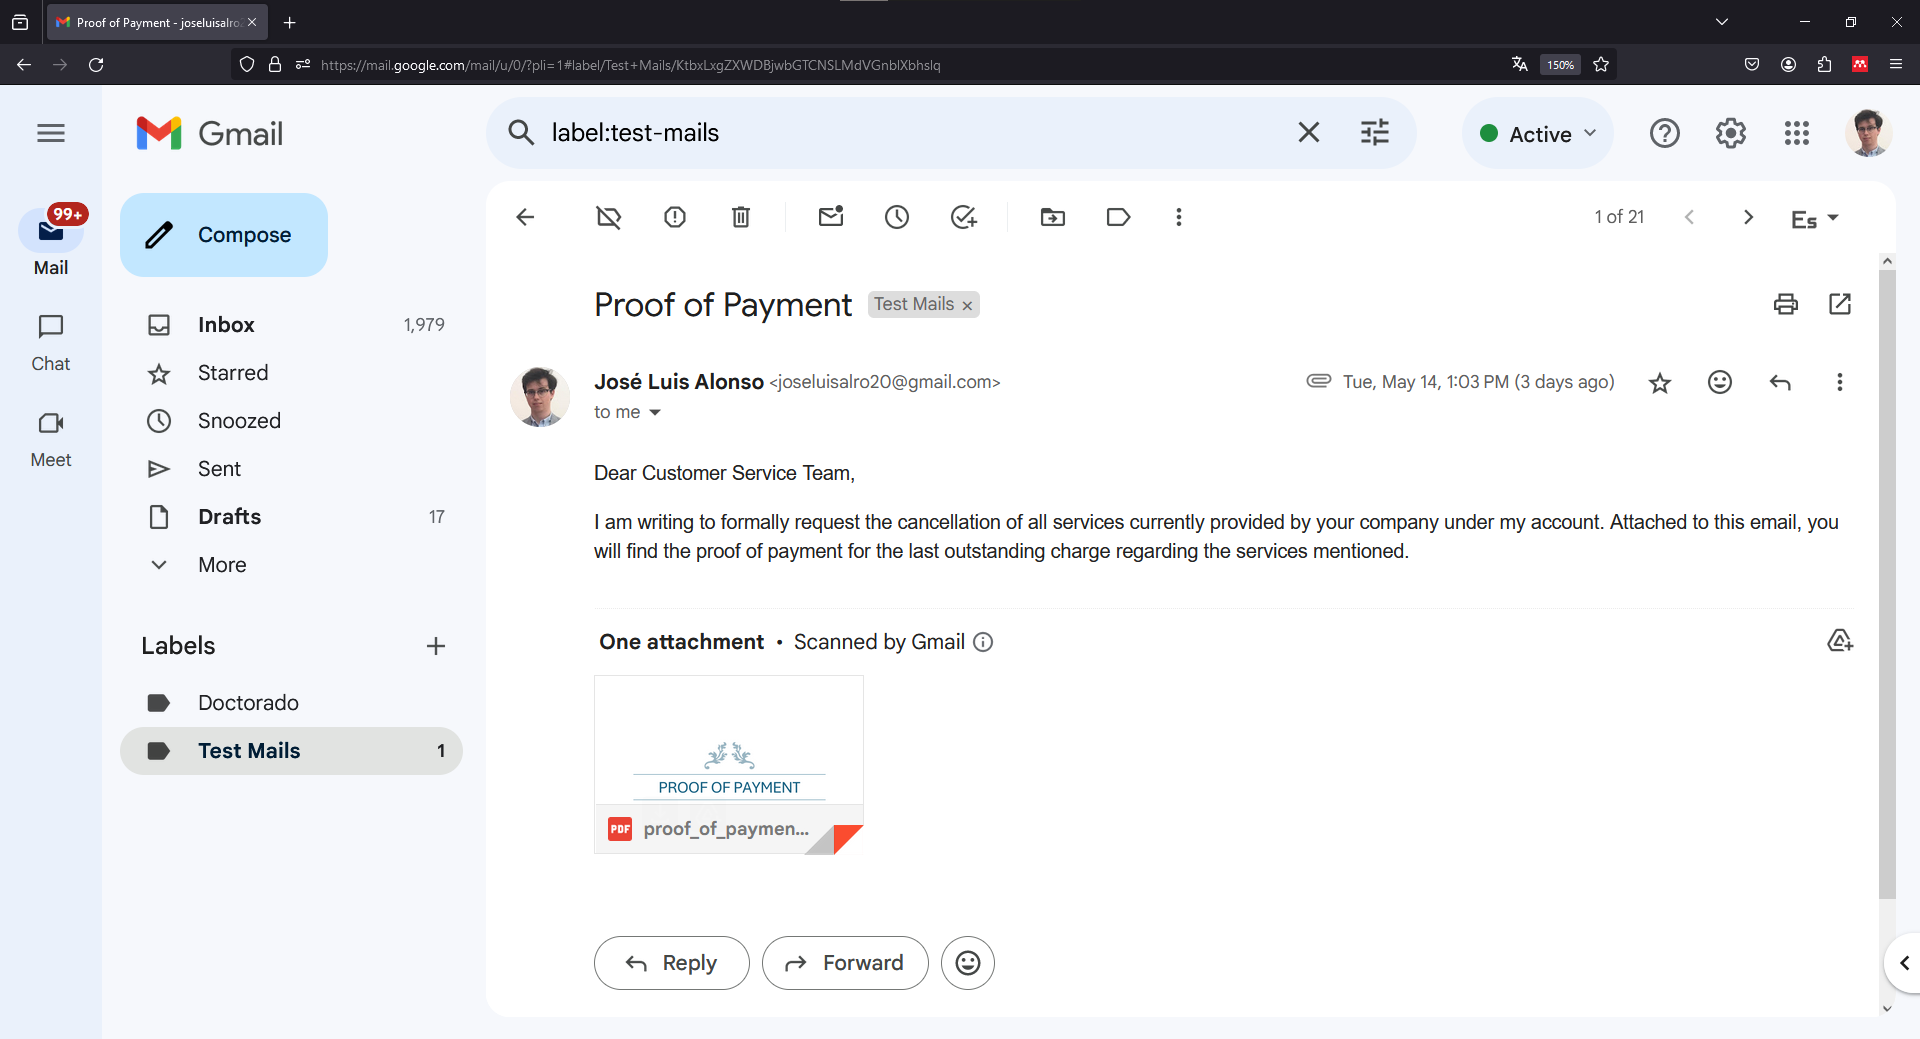 Proof of Payment - joseluisalro
https://mail.google.com/mail/u/0/?pli=1#label/Test+Mails/KtbxLxgZXWDBjwbGTCNSLMdVGnblXbhslq
150%
Gmail
label:test-mails
Active
99+
Mail
Chat
Meet
Compose
Inbox 1,979
Starred
Snoozed
Sent
Drafts 17
More
Labels
Doctorado
Test Mails 1
1 of 21
Es
Proof of Payment Test Mails
José Luis Alonso <joseluisalro20@gmail.com>
Tue, May 14, 1:03 PM (3 days ago)
to me
Dear Customer Service Team,
I am writing to formally request the cancellation of all services currently provided by your company under my account. Attached to this email, you
will find the proof of payment for the last outstanding charge regarding the services mentioned.
One attachment • Scanned by Gmail
PROOF OF PAYMENT
PDF proof_of_paymen...
Reply
Forward